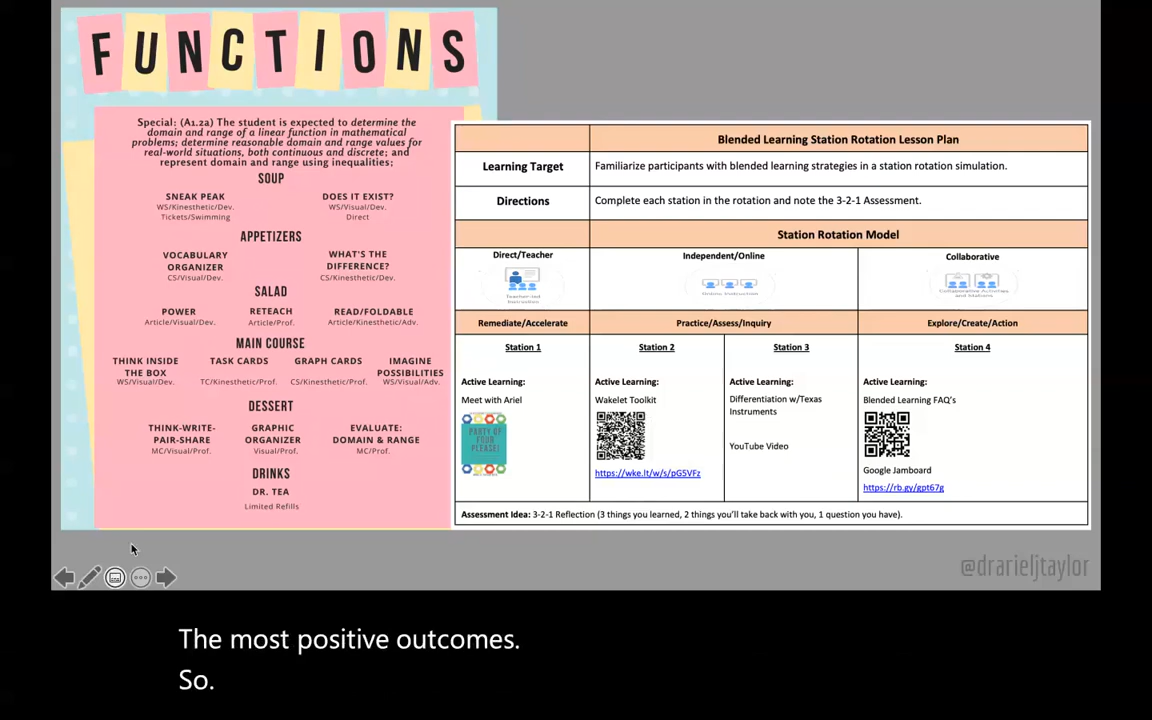 FUNCTIONS
Special: (A1.2a) The student is expected to determine the
domain and range of a linear function in mathematical
problems; determine reasonable domain and range values for
real-world situations, both continuous and discrete; and
represent domain and range using inequalities;
SOUP
SNEAK PEAK
WS/Kinesthetic/Dev.
Tickets/Swimming
DOES IT EXIST?
WS/Visual/Dev.
Direct
APPETIZERS
VOCABULARY
ORGANIZER
CS/Visual/Dev.
WHAT'S THE
DIFFERENCE?
CS/Kinesthetic/Dev.
SALAD
POWER
Article/Visual/Dev.
RETEACH
Article/Prof.
READ/FOLDABLE
Article/Kinesthetic/Adv.
MAIN COURSE
THINK INSIDE
THE BOX
WS/Visual/Dev.
TASK CARDS
TC/Kinesthetic/Prof.
GRAPH CARDS
CS/Kinesthetic/Prof.
IMAGINE
POSSIBILITIES
WS/Visual/Adv.
DESSERT
THINK-WRITE-
PAIR-SHARE
MC/Visual/Prof.
GRAPHIC
ORGANIZER
Visual/Prof.
EVALUATE:
DOMAIN & RANGE
MC/Prof.
DRINKS
DR. TEA
Limited Refills
Blended Learning Station Rotation Lesson Plan
Learning Target
Familiarize participants with blended learning strategies in a station rotation simulation.
Directions
Complete each station in the rotation and note the 3-2-1 Assessment.
Station Rotation Model
Direct/Teacher
Teacher-led
Instruction
Independent/Online
Collaborative
Collaborative Activities
and Stations
Remediate/Accelerate
Practice/Assess/Inquiry
Explore/Create/Action
Station 1
Active Learning:
Meet with Ariel
PARTY OF
FOUR
PLEASE!
Station 2
Active Learning:
Wakelet Toolkit
https://wke.lt/w/s/pG5VFz
Station 3
Active Learning:
Differentiation w/Texas
Instruments
YouTube Video
Station 4
Active Learning:
Blended Learning FAQ's
Google Jamboard
https://rb.gy/gpt67g
Assessment Idea: 3-2-1 Reflection (3 things you learned, 2 things you'll take back with you, 1 question you have).
@drarieljtaylor
The most positive outcomes.
So.